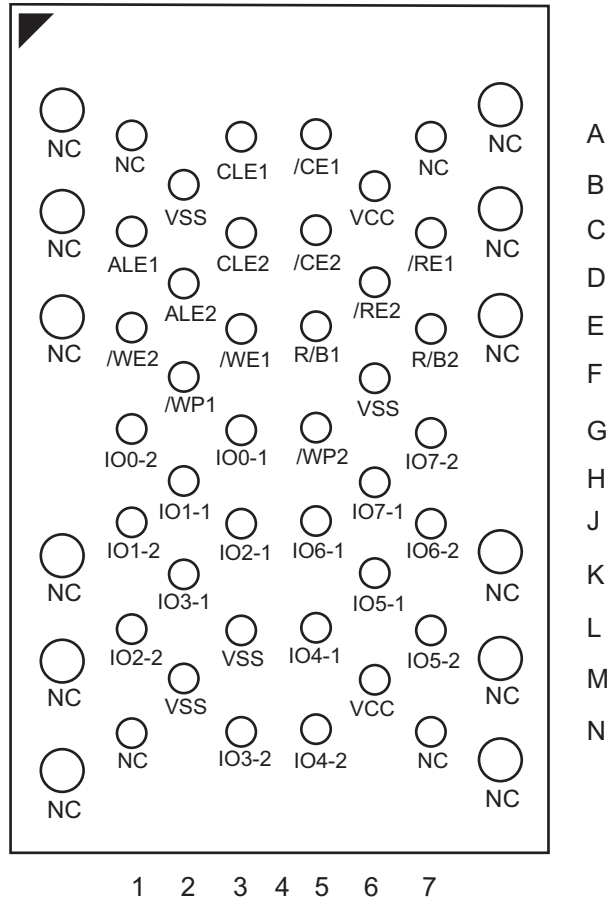 NC NC CLE1 /CE1 NC NC A
VSS VCC B
NC ALE1 CLE2 /CE2 /RE1 NC C
ALE2 /RE2 D
NC /WE2 /WE1 R/B1 R/B2 NC E
/WP1 VSS F
IO0-2 IO0-1 /WP2 IO7-2 G
IO1-1 IO7-1 H
IO1-2 IO2-1 IO6-1 IO6-2 J
NC IO3-1 IO5-1 NC K
IO2-2 VSS IO4-1 IO5-2 L
NC VSS VCC NC M
NC IO3-2 IO4-2 NC N
NC NC
1 2 3 4 5 6 7